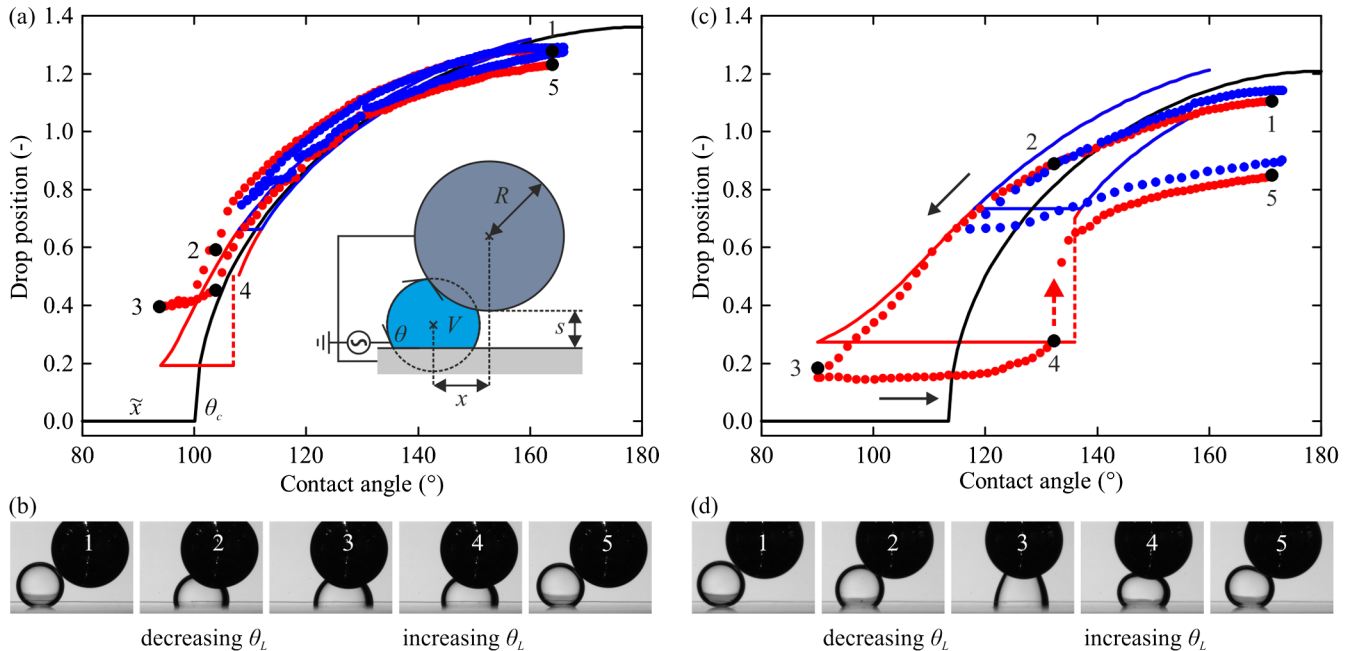 (a)
Drop position (-)
1.4
1.2
1.0
0.8
0.6
0.4
0.2
0.0
1
5
2
3
4
R
s
V
θ
x
x̃
θc
80 100 120 140 160 180
Contact angle (°)
(b)
1 2 3 4 5
decreasing θL increasing θL
(c)
Drop position (-)
1.4
1.2
1.0
0.8
0.6
0.4
0.2
0.0
2
1
5
3
4
80 100 120 140 160 180
Contact angle (°)
(d)
1 2 3 4 5
decreasing θL increasing θL